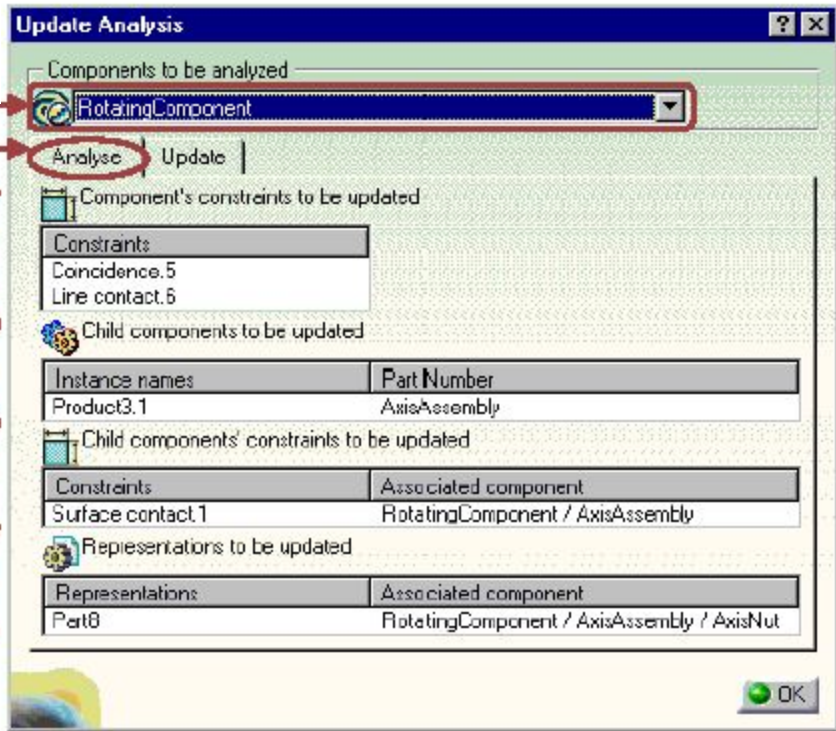 Update Analysis
Components to be analyzed
RotatingComponent
Analyse Update
Component's constraints to be updated
Constraints
Coincidence.5
Line contact.6
Child components to be updated
Instance names Part Number
Product3.1 AxisAssembly
Child components' constraints to be updated
Constraints Associated component
Surface contact.1 RotatingComponent / AxisAssembly
Representations to be updated
Representations Associated component
Part8 RotatingComponent / AxisAssembly / AxisNut
OK